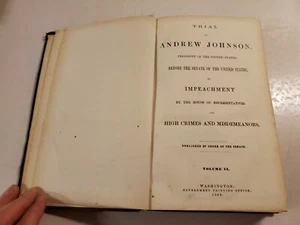 TRIAL
OF
ANDREW JOHNSON,
PRESIDENT OF THE UNITED STATES,
BEFORE THE SENATE OF THE UNITED STATES,
ON
IMPEACHMENT
BY THE HOUSE OF REPRESENTATIVES
FOR
HIGH CRIMES AND MISDEMEANORS.
PUBLISHED BY ORDER OF THE SENATE.
VOLUME II.
WASHINGTON:
GOVERNMENT PRINTING OFFICE.
1868.